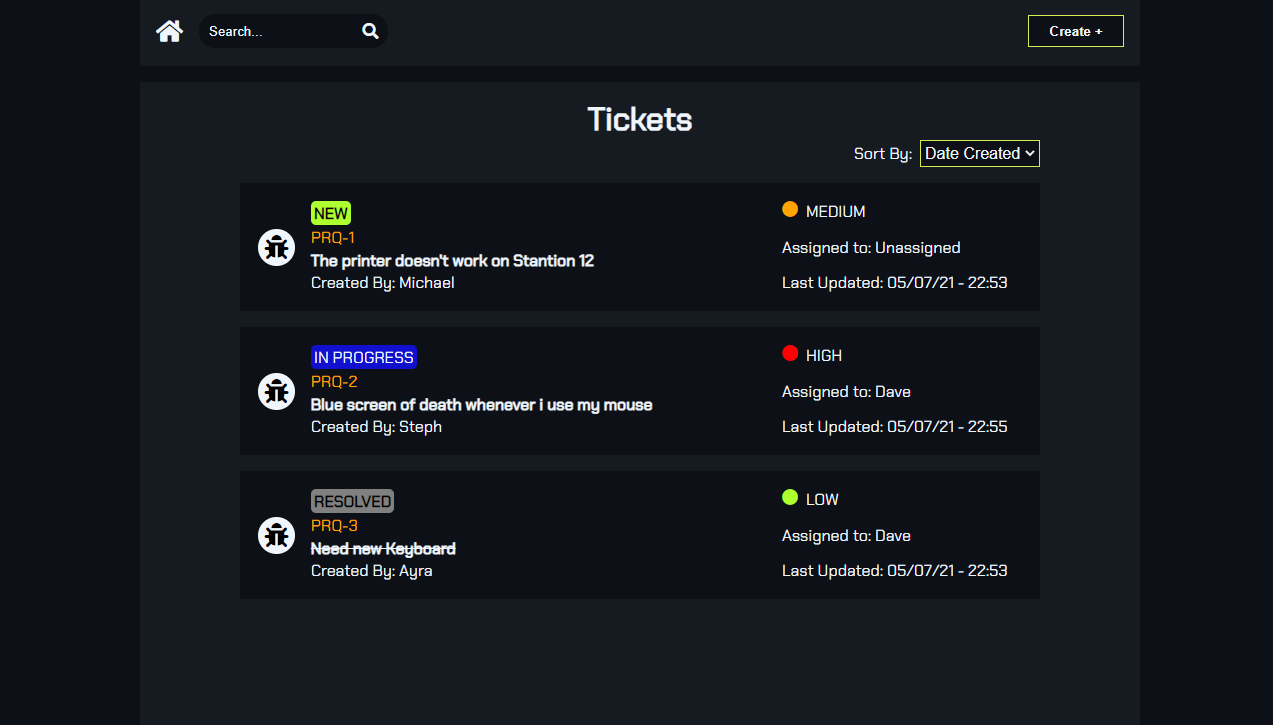 Search...
Create +
Tickets
Sort By: Date Created
NEW
PRQ-1
The printer doesn't work on Stantion 12
Created By: Michael
MEDIUM
Assigned to: Unassigned
Last Updated: 05/07/21 - 22:53
IN PROGRESS
PRQ-2
Blue screen of death whenever i use my mouse
Created By: Steph
HIGH
Assigned to: Dave
Last Updated: 05/07/21 - 22:55
RESOLVED
PRQ-3
Need new Keyboard
Created By: Ayra
LOW
Assigned to: Dave
Last Updated: 05/07/21 - 22:53